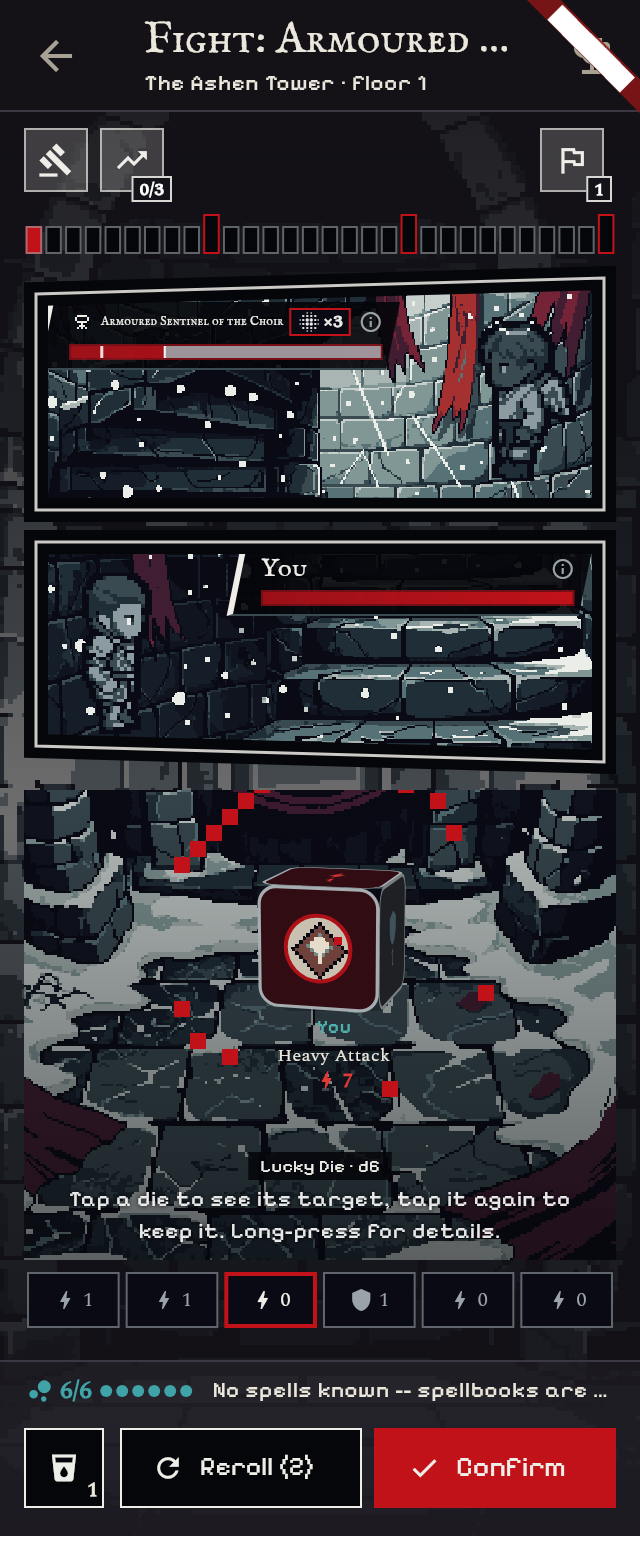 Fight: Armoured ...
The Ashen Tower · Floor 1
0/3
1
Armoured Sentinel of the Choir ×3
You
You
Heavy Attack
7
Lucky Die · d6
Tap a die to see its target, tap it again to
keep it. Long-press for details.
1 1 0 1 0 0
6/6 No spells known -- spellbooks are ...
1 Reroll (2) Confirm